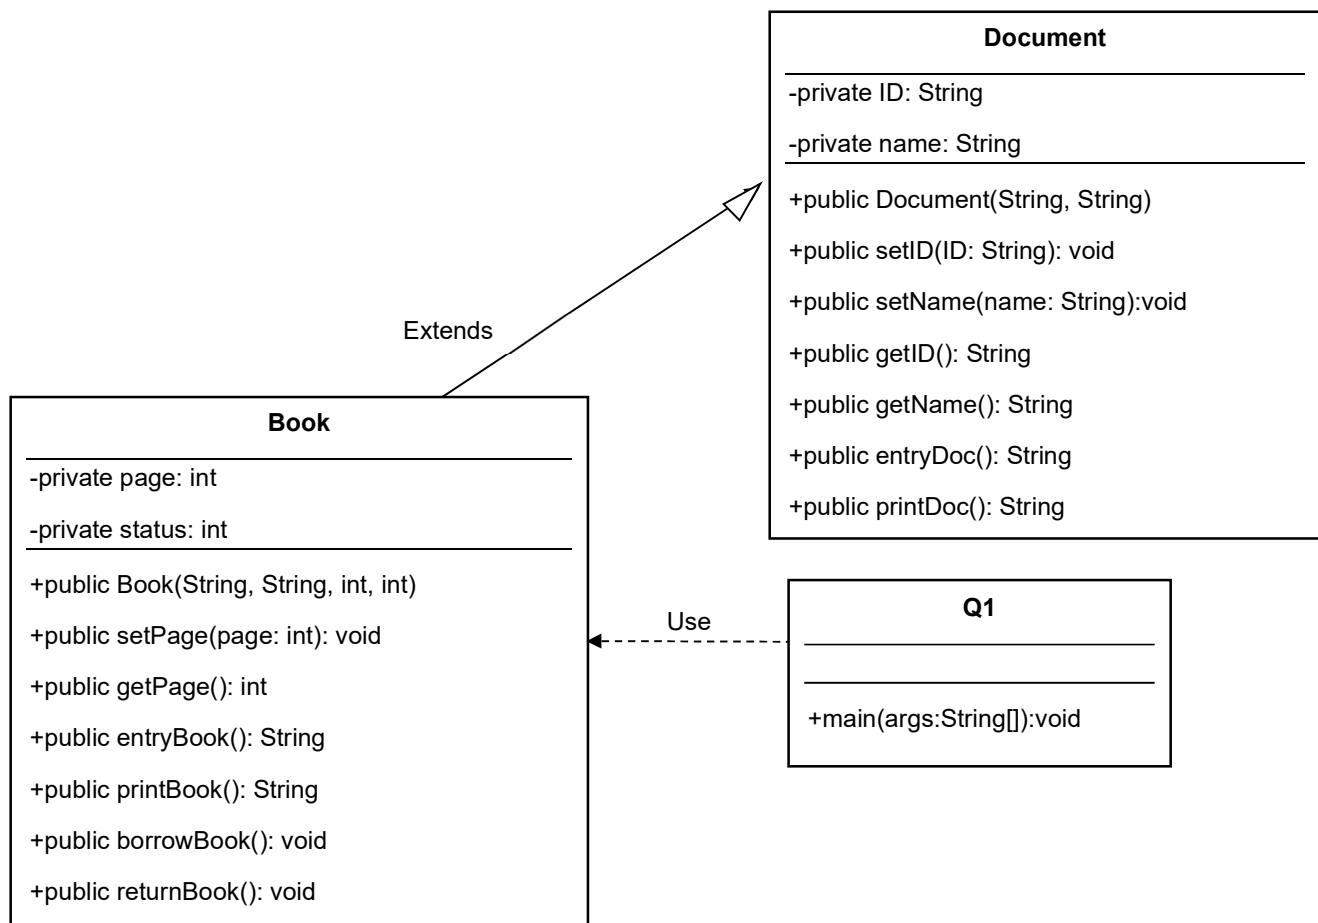 Document
-private ID: String
-private name: String
+public Document(String, String)
+public setID(ID: String): void
+public setName(name: String):void
+public getID(): String
+public getName(): String
+public entryDoc(): String
+public printDoc(): String
Extends
Book
-private page: int
-private status: int
+public Book(String, String, int, int)
+public setPage(page: int): void
+public getPage(): int
+public entryBook(): String
+public printBook(): String
+public borrowBook(): void
+public returnBook(): void
Use
Q1
+main(args:String[]):void